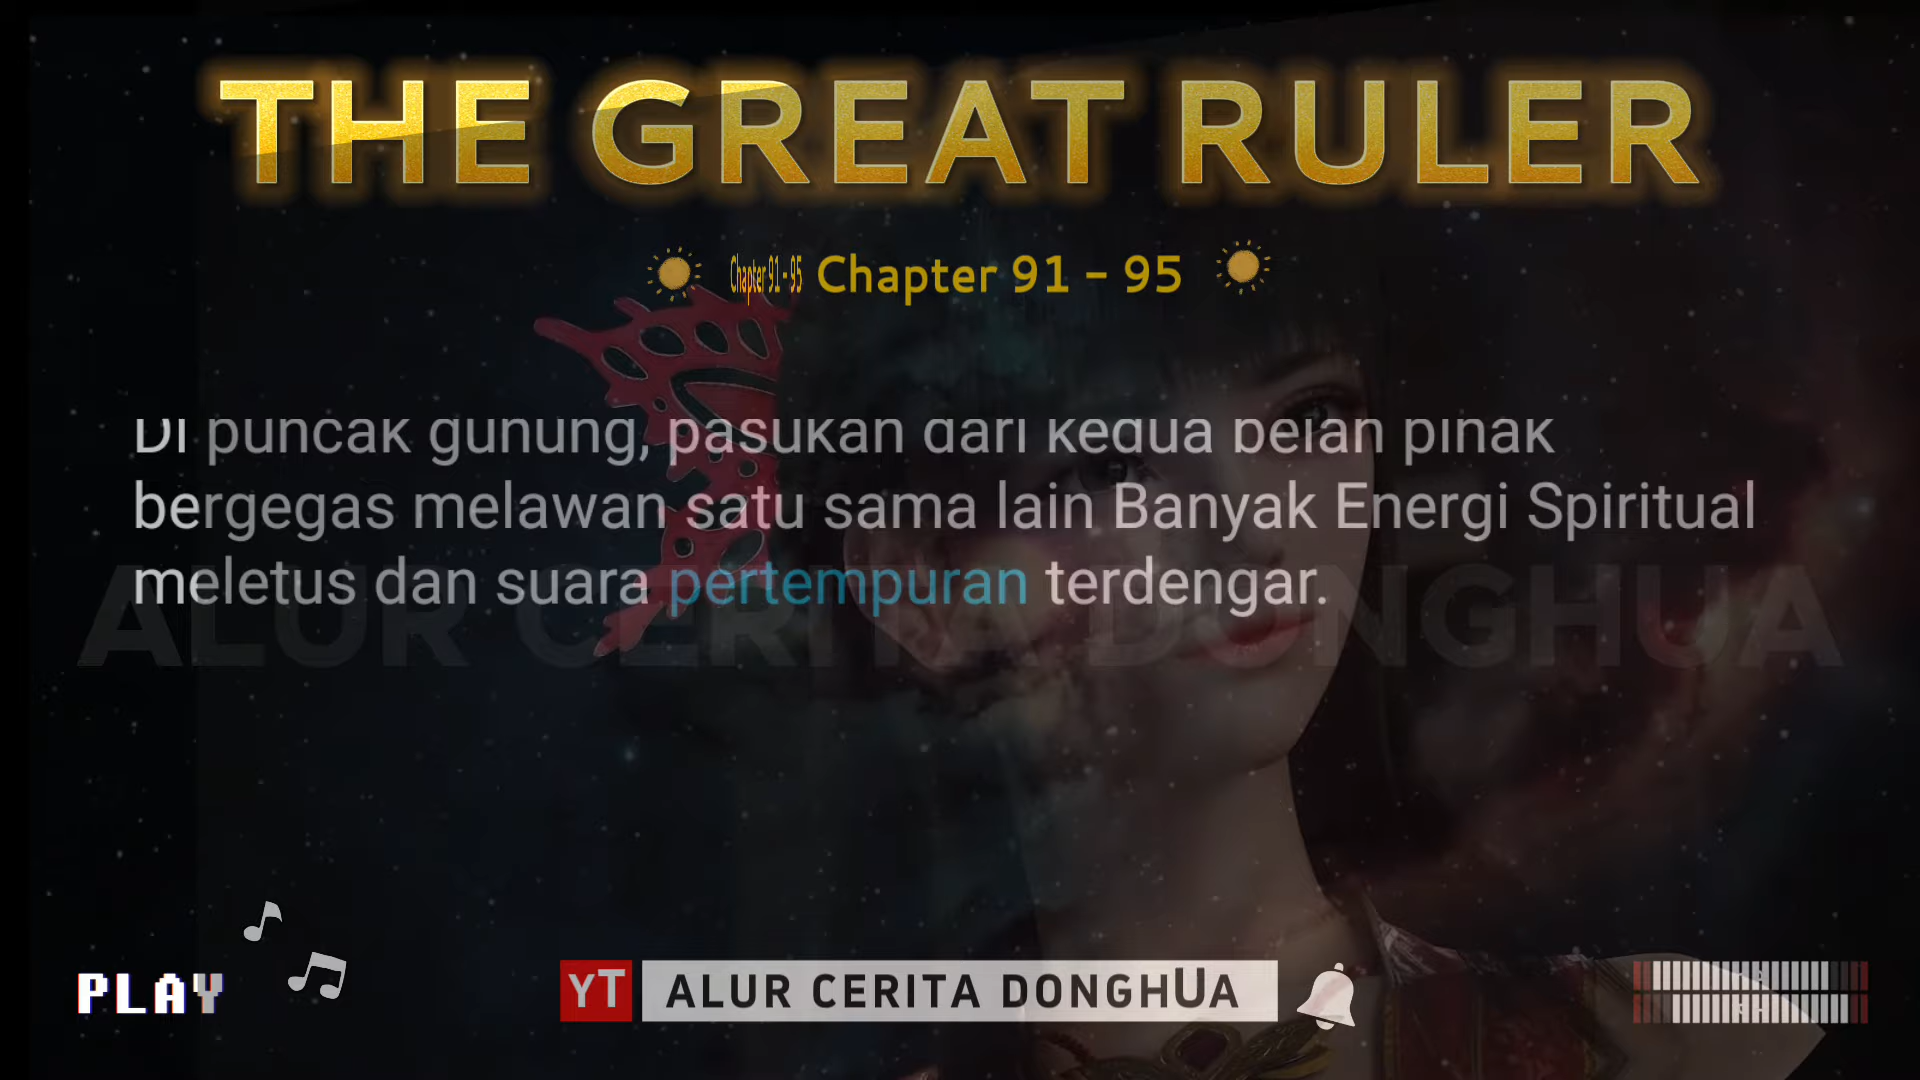 THE GREAT RULER
Chapter 91 - 95 Chapter 91 - 95
Di puncak gunung, pasukan dari kedua belah pihak
bergegas melawan satu sama lain Banyak Energi Spiritual
meletus dan suara pertempuran terdengar.
ALUR CERITA DONGHUA
PLAY
YT ALUR CERITA DONGHUA